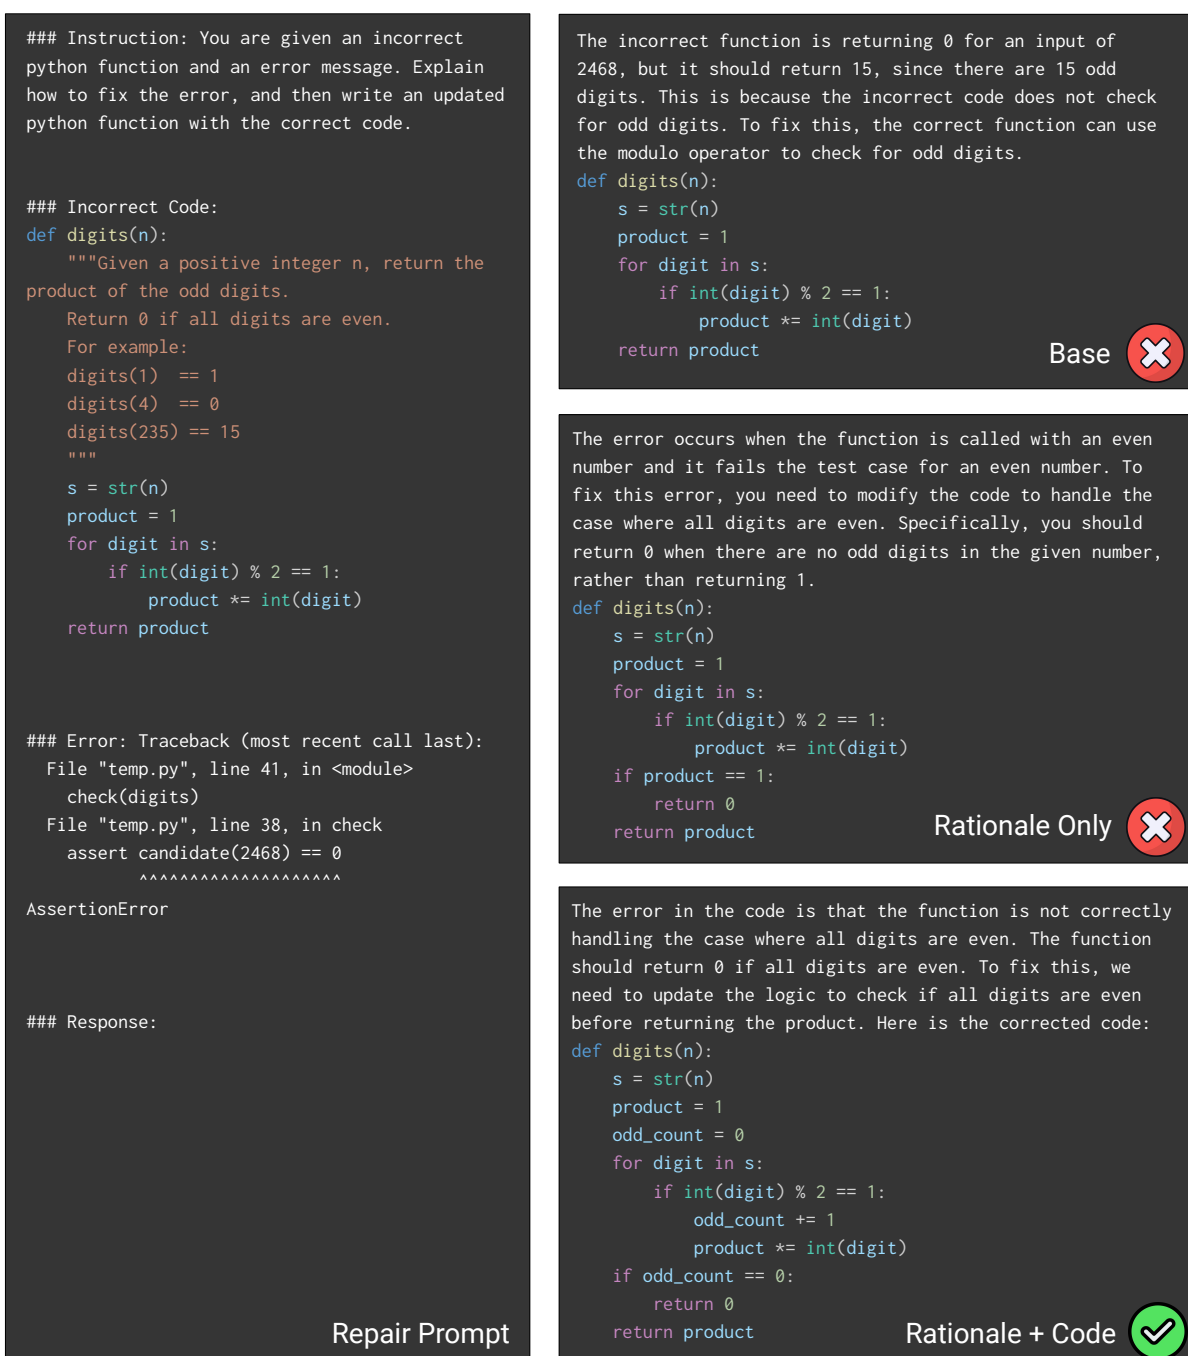 ### Instruction: You are given an incorrect
python function and an error message. Explain
how to fix the error, and then write an updated
python function with the correct code.
### Incorrect Code:
def digits(n):
    """Given a positive integer n, return the
product of the odd digits.
    Return 0 if all digits are even.
    For example:
    digits(1)  == 1
    digits(4)  == 0
    digits(235) == 15
    """
    s = str(n)
    product = 1
    for digit in s:
        if int(digit) % 2 == 1:
            product *= int(digit)
    return product
### Error: Traceback (most recent call last):
  File "temp.py", line 41, in <module>
    check(digits)
  File "temp.py", line 38, in check
    assert candidate(2468) == 0
           ^^^^^^^^^^^^^^^^^^^^
AssertionError
### Response:
Repair Prompt
The incorrect function is returning 0 for an input of
2468, but it should return 15, since there are 15 odd
digits. This is because the incorrect code does not check
for odd digits. To fix this, the correct function can use
the modulo operator to check for odd digits.
def digits(n):
    s = str(n)
    product = 1
    for digit in s:
        if int(digit) % 2 == 1:
            product *= int(digit)
    return product
Base
The error occurs when the function is called with an even
number and it fails the test case for an even number. To
fix this error, you need to modify the code to handle the
case where all digits are even. Specifically, you should
return 0 when there are no odd digits in the given number,
rather than returning 1.
def digits(n):
    s = str(n)
    product = 1
    for digit in s:
        if int(digit) % 2 == 1:
            product *= int(digit)
    if product == 1:
        return 0
    return product
Rationale Only
The error in the code is that the function is not correctly
handling the case where all digits are even. The function
should return 0 if all digits are even. To fix this, we
need to update the logic to check if all digits are even
before returning the product. Here is the corrected code:
def digits(n):
    s = str(n)
    product = 1
    odd_count = 0
    for digit in s:
        if int(digit) % 2 == 1:
            odd_count += 1
            product *= int(digit)
    if odd_count == 0:
        return 0
    return product
Rationale + Code